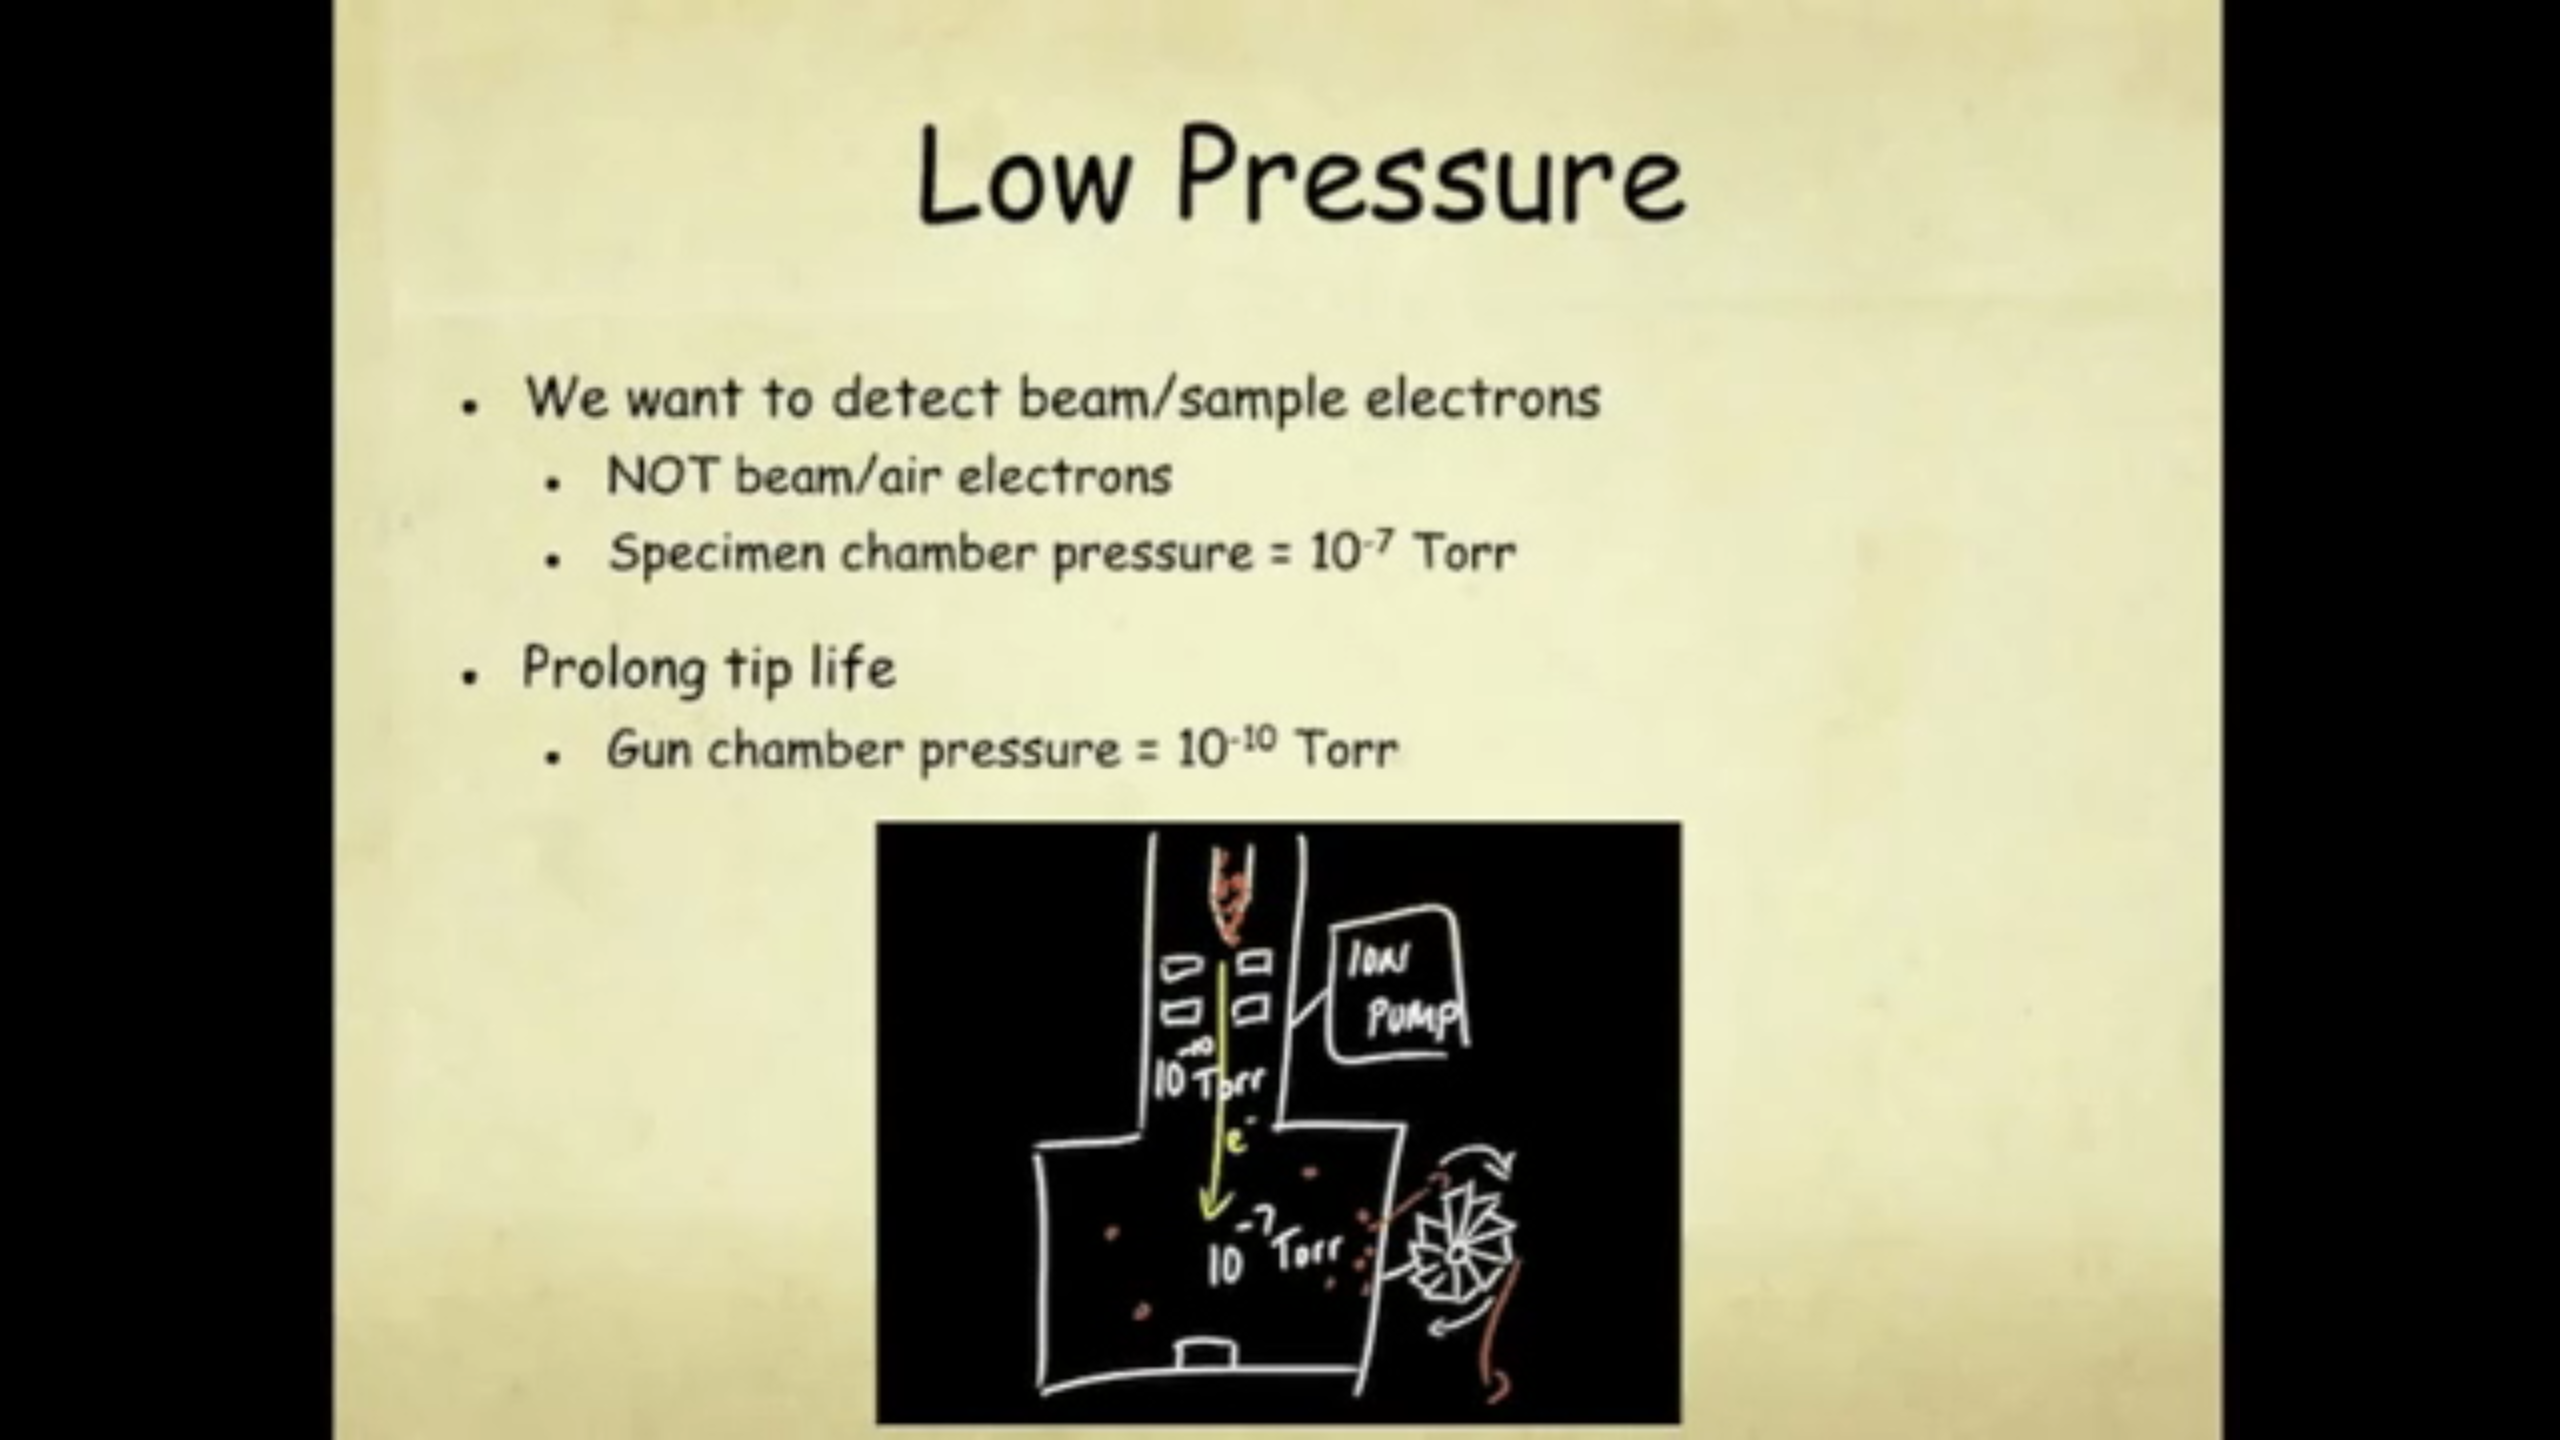 Low Pressure
• We want to detect beam/sample electrons
• NOT beam/air electrons
• Specimen chamber pressure = 10⁻⁷ Torr
• Prolong tip life
• Gun chamber pressure = 10⁻¹⁰ Torr
ION
PUMP
10⁻¹⁰ Torr
e⁻
10⁻⁷ Torr